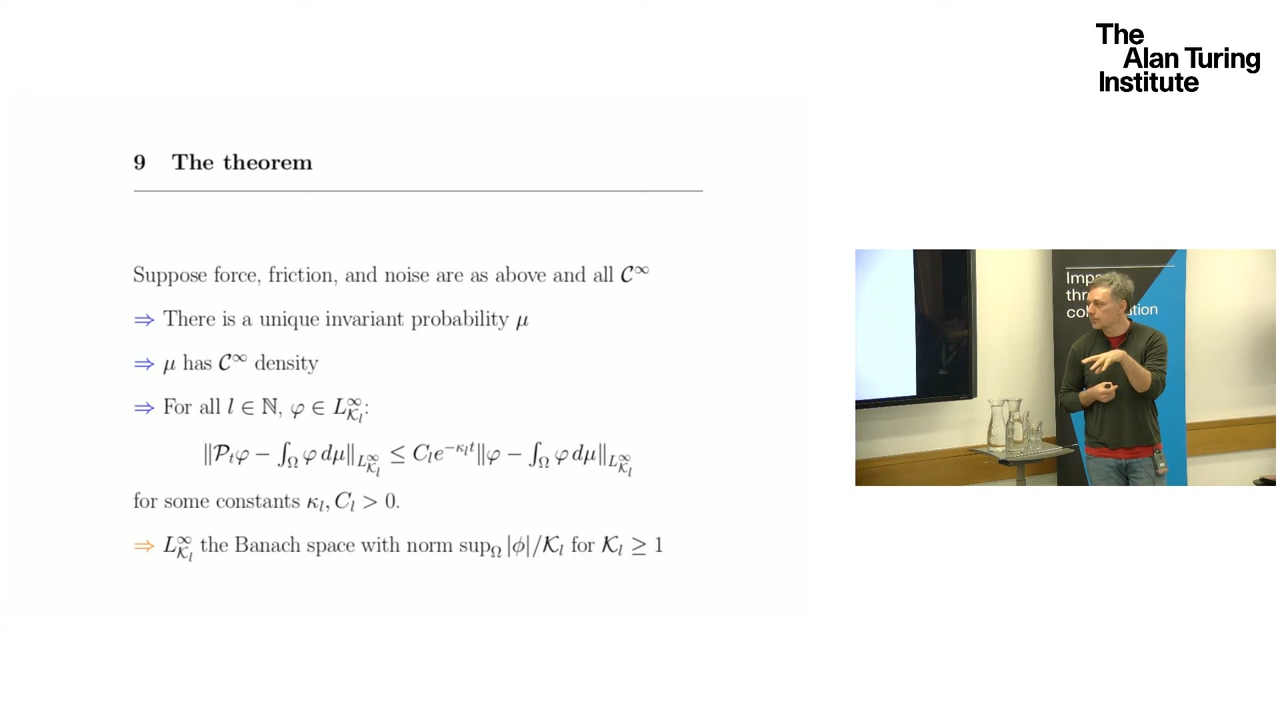 The
Alan Turing
Institute
9 The theorem
Suppose force, friction, and noise are as above and all 𝒞^∞
⇒ There is a unique invariant probability μ
⇒ μ has 𝒞^∞ density
⇒ For all l ∈ ℕ, φ ∈ L^∞_{𝒦_l}:
‖𝒫_tφ − ∫_Ω φ dμ‖_{L^∞_{𝒦_l}} ≤ C_l e^{−κ_l t}‖φ − ∫_Ω φ dμ‖_{L^∞_{𝒦_l}}
for some constants κ_l, C_l > 0.
⇒ L^∞_{𝒦_l} the Banach space with norm sup_Ω |ϕ|/𝒦_l for 𝒦_l ≥ 1